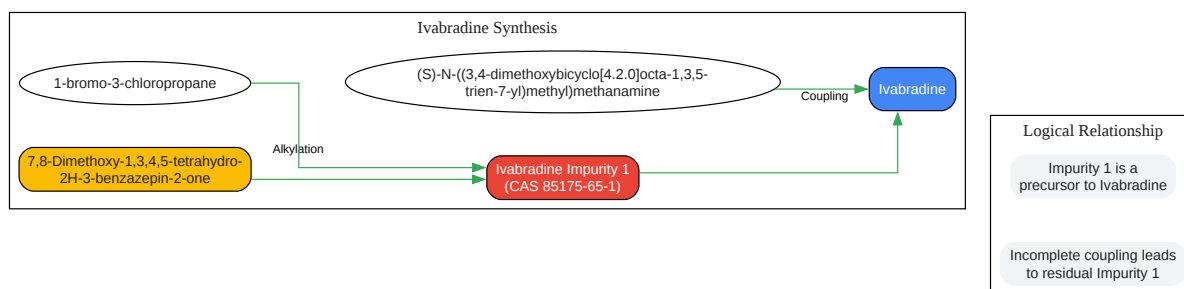 Ivabradine Synthesis
1-bromo-3-chloropropane
(S)-N-((3,4-dimethoxybicyclo[4.2.0]octa-1,3,5-
trien-7-yl)methyl)methanamine
Ivabradine
Coupling
Alkylation
7,8-Dimethoxy-1,3,4,5-tetrahydro-
2H-3-benzazepin-2-one
Ivabradine Impurity 1
(CAS 85175-65-1)
Logical Relationship
Impurity 1 is a
precursor to Ivabradine
Incomplete coupling leads
to residual Impurity 1